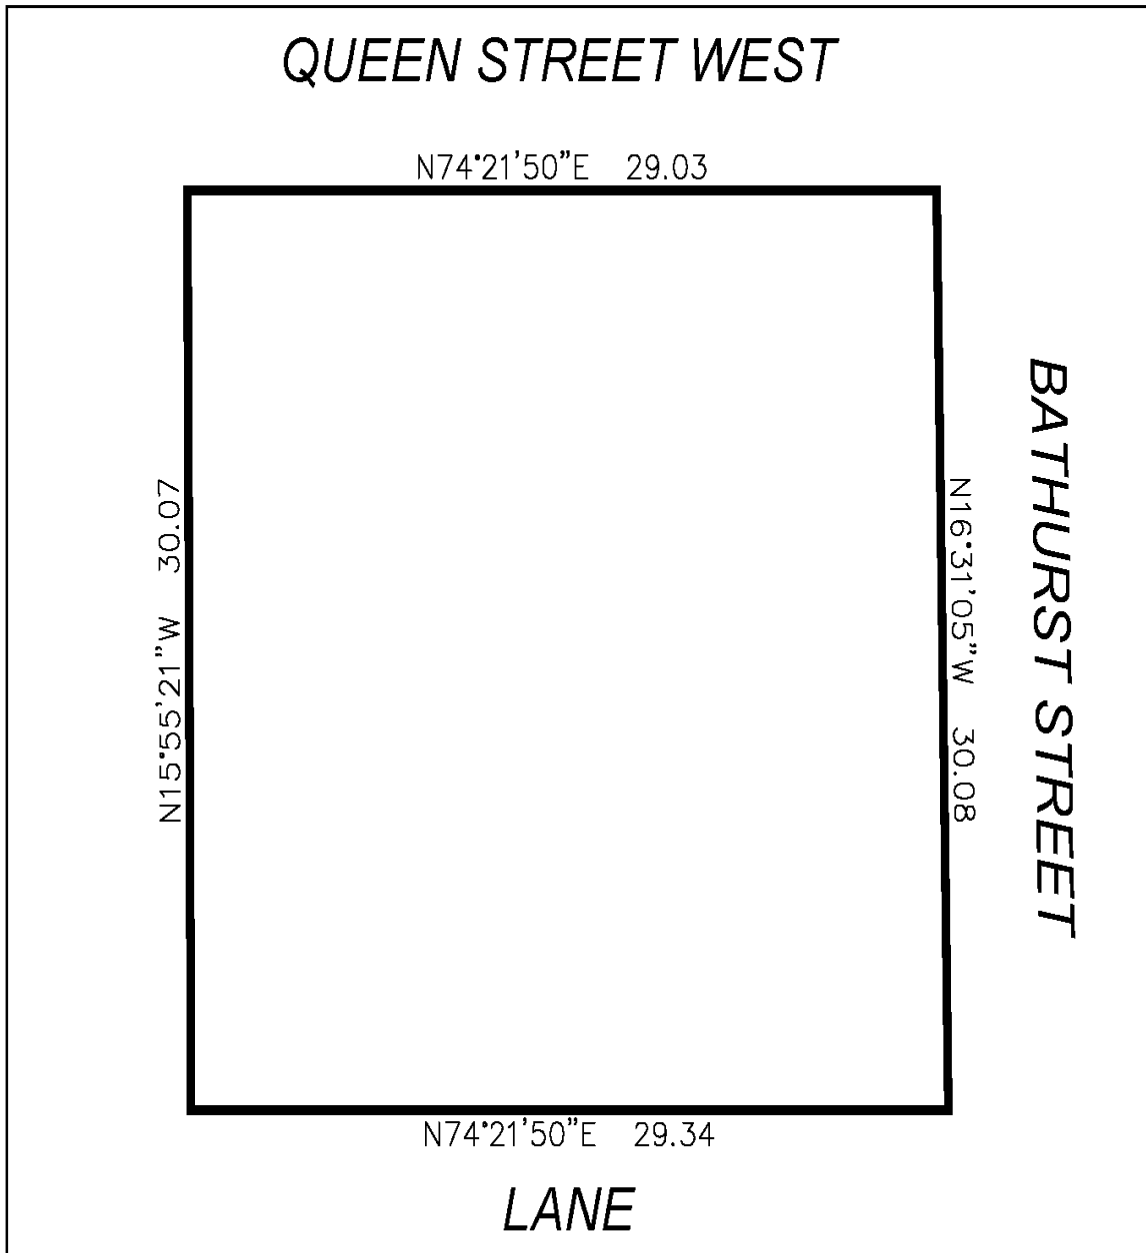 QUEEN STREET WEST
N74°21'50"E 29.03
N15°55'21"W 30.07
N16°31'05"W 30.08
BATHURST STREET
N74°21'50"E 29.34
LANE